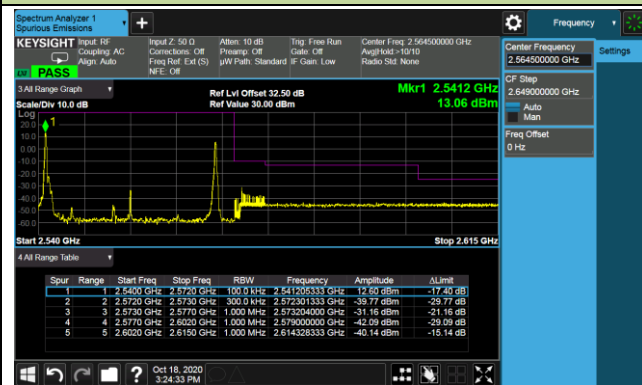 Spectrum Analyzer 1
Spurious Emissions
Frequency
KEYSIGHT
Input: RF
Coupling: AC
Align: Auto
Input Z: 50 Ω
Corrections: Off
Freq Ref: Ext (S)
NFE: Off
Atten: 10 dB
Preamp: Off
µW Path: Standard
Trig: Free Run
Gate: Off
IF Gain: Low
Center Freq: 2.564500000 GHz
Avg|Hold:>10/10
Radio Std: None
PASS
Center Frequency
2.564500000 GHz
Settings
CF Step
2.649000000 GHz
Auto
Man
Freq Offset
0 Hz
3 All Range Graph
Scale/Div 10.0 dB
Ref Lvl Offset 32.50 dB
Ref Value 30.00 dBm
Mkr1 2.5412 GHz
13.06 dBm
Log
1
20.0
10.0
0.00
-10.0
-20.0
-30.0
-40.0
-50.0
-60.0
Start 2.540 GHz
Stop 2.615 GHz
4 All Range Table
Spur Range Start Freq Stop Freq RBW Frequency Amplitude ΔLimit
1 1 2.5400 GHz 2.5720 GHz 100.0 kHz 2.541205333 GHz 12.60 dBm -17.40 dB
2 2 2.5720 GHz 2.5730 GHz 300.0 kHz 2.572301333 GHz -39.77 dBm -29.77 dB
3 3 2.5730 GHz 2.5770 GHz 1.000 MHz 2.573204000 GHz -31.16 dBm -21.16 dB
4 4 2.5770 GHz 2.6020 GHz 1.000 MHz 2.579000000 GHz -42.09 dBm -29.09 dB
5 5 2.6020 GHz 2.6150 GHz 1.000 MHz 2.614328333 GHz -40.14 dBm -15.14 dB
?
Oct 18, 2020
3:24:33 PM